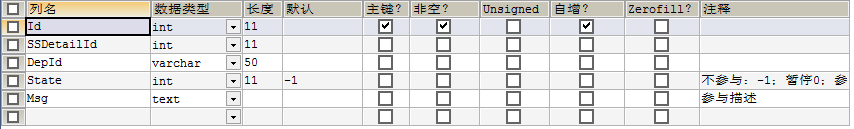 列名 数据类型 长度 默认 主键? 非空? Unsigned 自增? Zerofill? 注释
Id int 11
SSDetailId int 11
DepId varchar 50
State int 11 -1 不参与: -1; 暂停0; 参
Msg text 参与描述